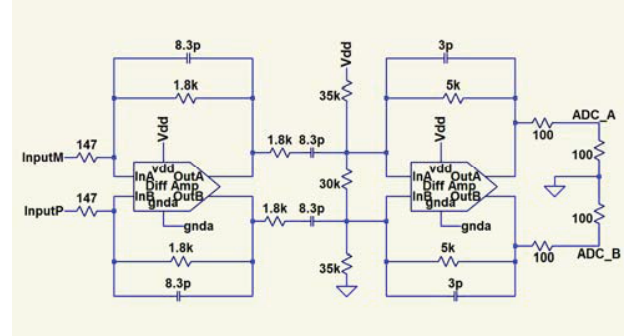 8.3p
3p
Vdd
1.8k
35k
5k
Vdd
Vdd
147
1.8k 8.3p
100
ADC_A
InputM
vdd
InA OutA
Diff Amp
InB OutB
gnda
30k
vdd
InA OutA
Diff Amp
InB OutB
gnda
100
InputP
147
1.8k 8.3p
100
gnda
gnda
1.8k
35k
5k
100
ADC_B
8.3p
3p